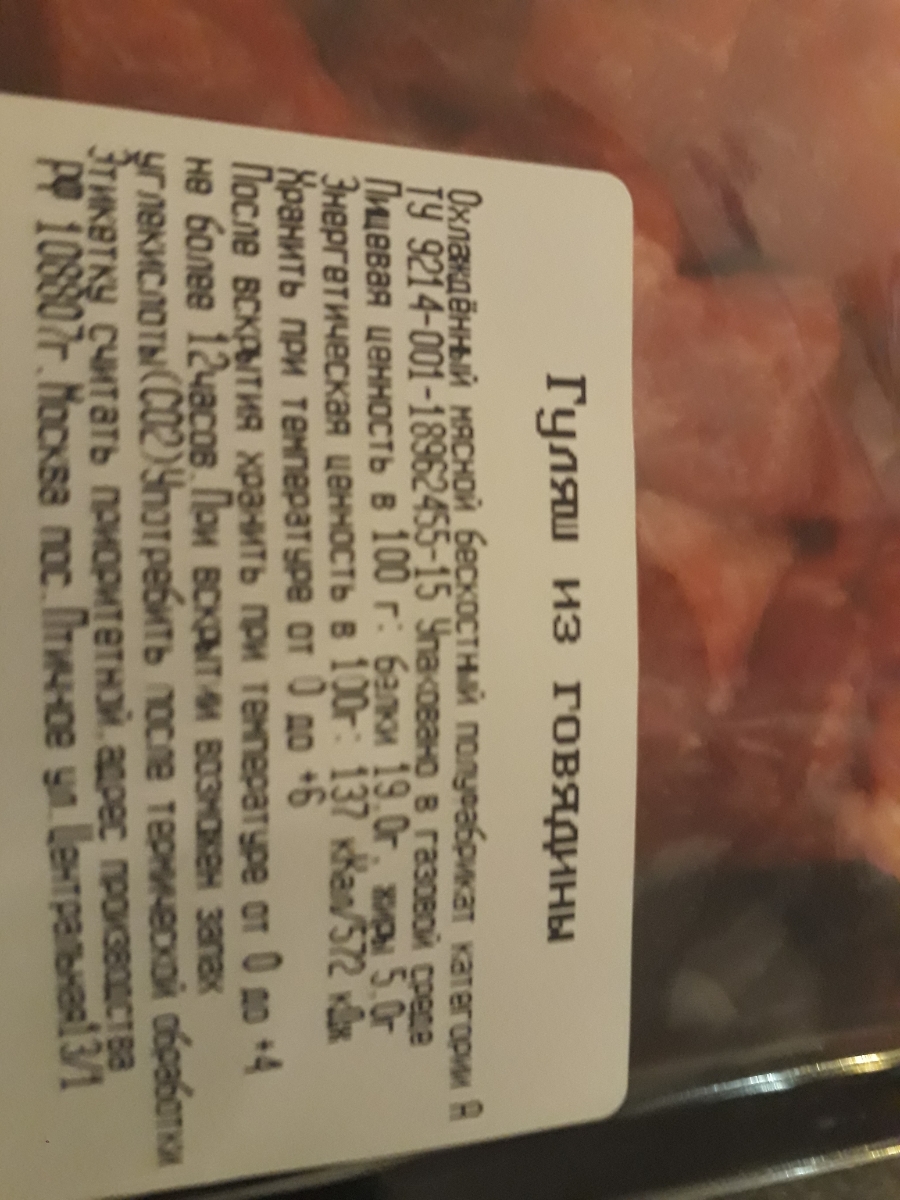 Гуляш из говядины
Охлаждённый мясной бескостный полуфабрикат категории А
ТУ 9214-001-18962455-15 Упаковано в газовой среде
Пищевая ценность в 100 г: белки 19.0г, жиры 5.0г
Энергетическая ценность в 100г: 137 кКал/572 кДж
Хранить при температуре от 0 до +6
После вскрытия хранить при температуре от 0 до +4
не более 12часов.При вскрытии возможен запах
углекислоты(СО2)Употребить после термической обработки
Этикетку считать приоритетной.адрес производства
РФ 108807г.Москва пос.Птичное ул.Центральная13/1